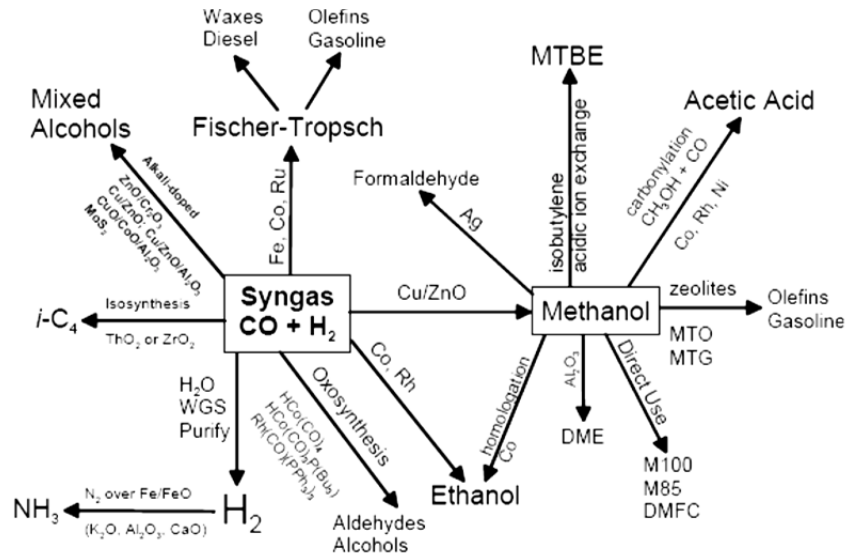 Waxes
Diesel
Olefins
Gasoline
MTBE
Mixed
Alcohols
Fischer-Tropsch
Acetic Acid
Alkali-doped
ZnO/Cr₂O₃
Cu/ZnO; Cu/ZnO/Al₂O₃
CuO/CoO/Al₂O₃
MoS₂
Fe, Co, Ru
Formaldehyde
Ag
isobutylene
acidic ion exchange
carbonylation
CH₃OH + CO
Co, Rh, Ni
Syngas
CO + H₂
Cu/ZnO
Methanol
zeolites
MTO
MTG
Olefins
Gasoline
i-C₄
Isosynthesis
ThO₂ or ZrO₂
H₂O
WGS
Purify
Oxosynthesis
HCo(CO)₄
HCo(CO)₃P(Bu₃)
Rh(CO)(PPh₃)₃
Co, Rh
homologation
Co
Al₂O₃
DME
Direct Use
M100
M85
DMFC
Ethanol
Aldehydes
Alcohols
NH₃
N₂ over Fe/FeO
(K₂O, Al₂O₃, CaO)
H₂